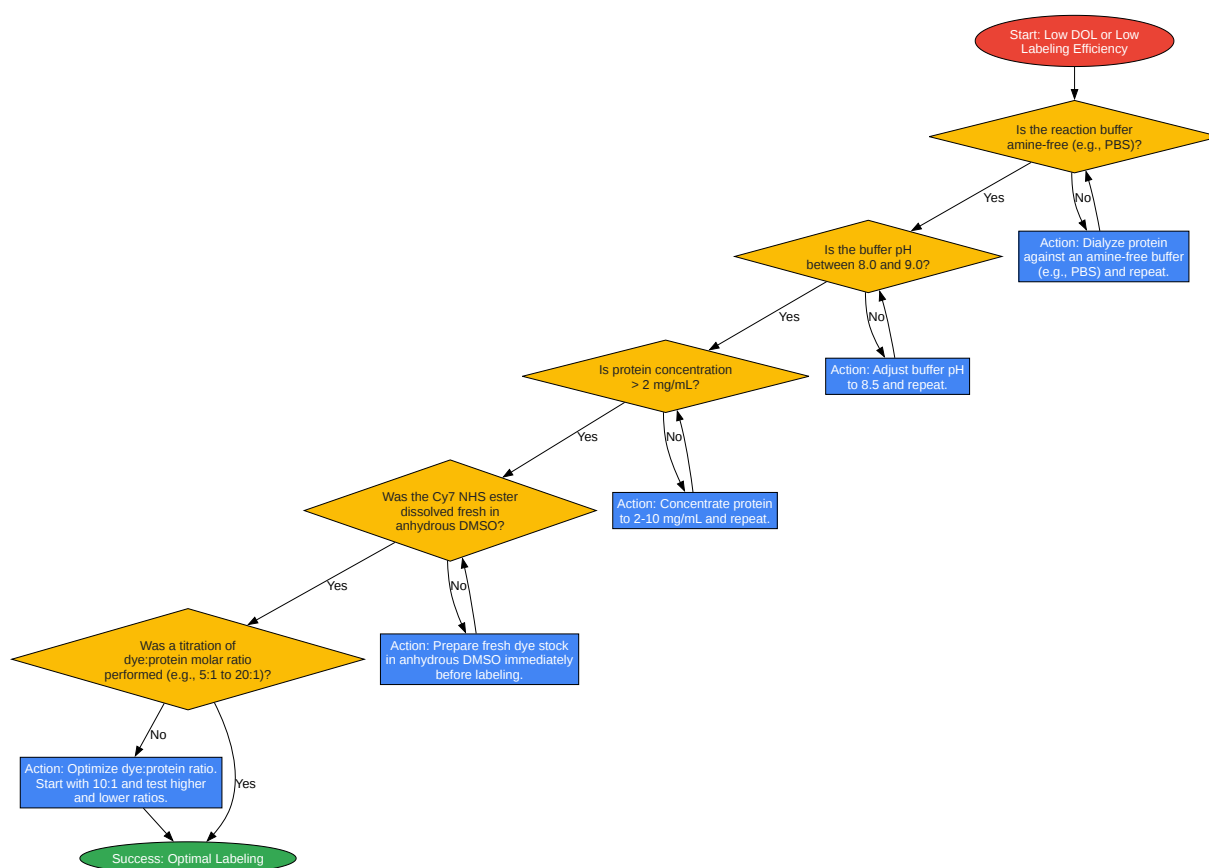 Start: Low DOL or Low
Labeling Efficiency
Is the reaction buffer
amine-free (e.g., PBS)?
Yes
No
Action: Dialyze protein
against an amine-free buffer
(e.g., PBS) and repeat.
Is the buffer pH
between 8.0 and 9.0?
Yes
No
Action: Adjust buffer pH
to 8.5 and repeat.
Is protein concentration
> 2 mg/mL?
Yes
No
Action: Concentrate protein
to 2-10 mg/mL and repeat.
Was the Cy7 NHS ester
dissolved fresh in
anhydrous DMSO?
Yes
No
Action: Prepare fresh dye stock
in anhydrous DMSO immediately
before labeling.
Was a titration of
dye:protein molar ratio
performed (e.g., 5:1 to 20:1)?
No
Yes
Action: Optimize dye:protein ratio.
Start with 10:1 and test higher
and lower ratios.
Success: Optimal Labeling